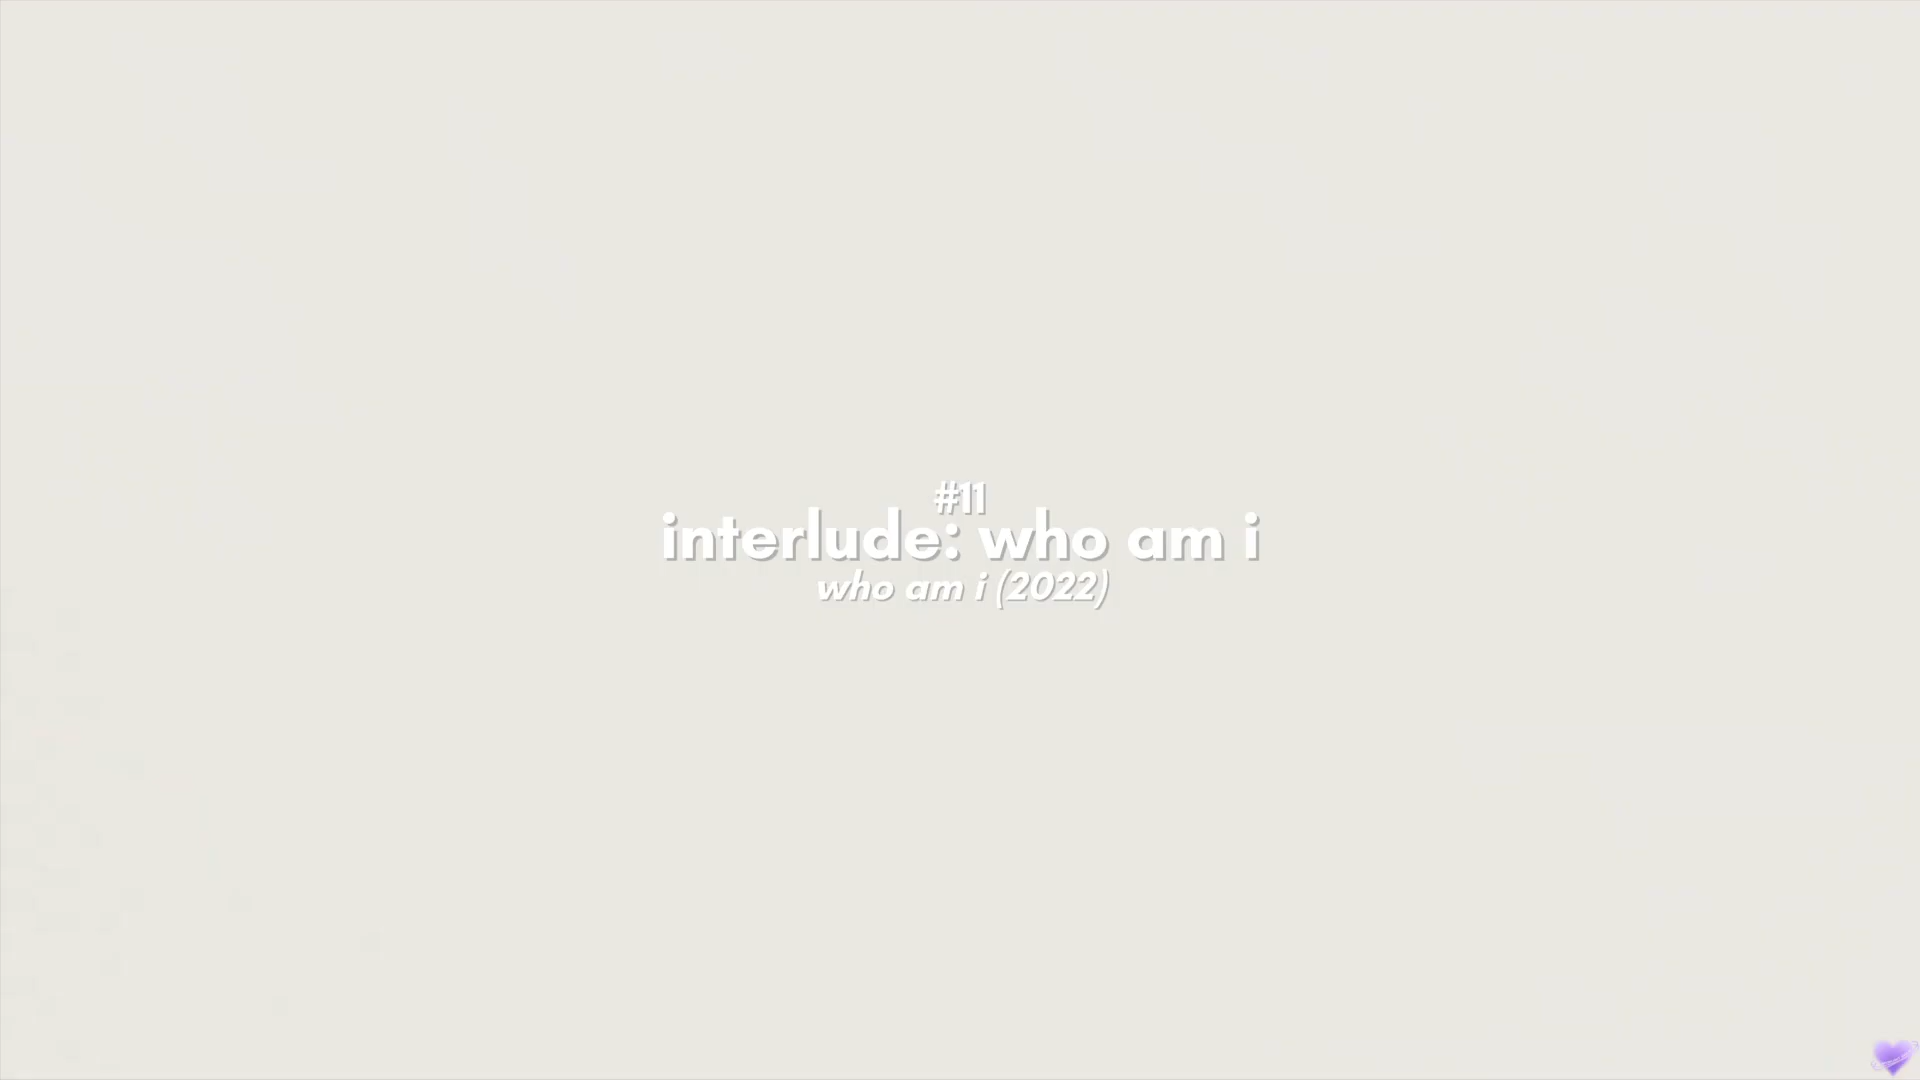 #11
interlude: who am i
who am i (2022)